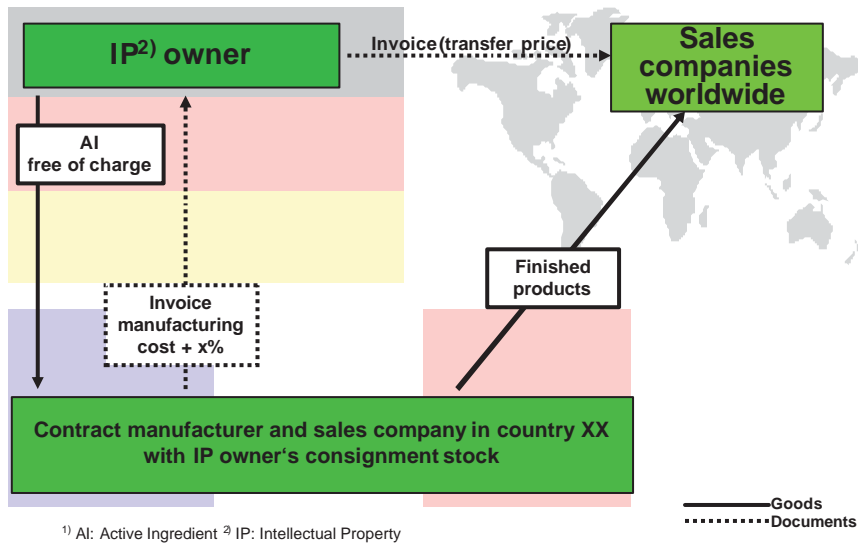 IP2) owner
Invoice (transfer price)
Sales
companies
worldwide
AI
free of charge
Finished
products
Invoice
manufacturing
cost + x%
Contract manufacturer and sales company in country XX
with IP owner‘s consignment stock
Goods
Documents
1) AI: Active Ingredient 2) IP: Intellectual Property